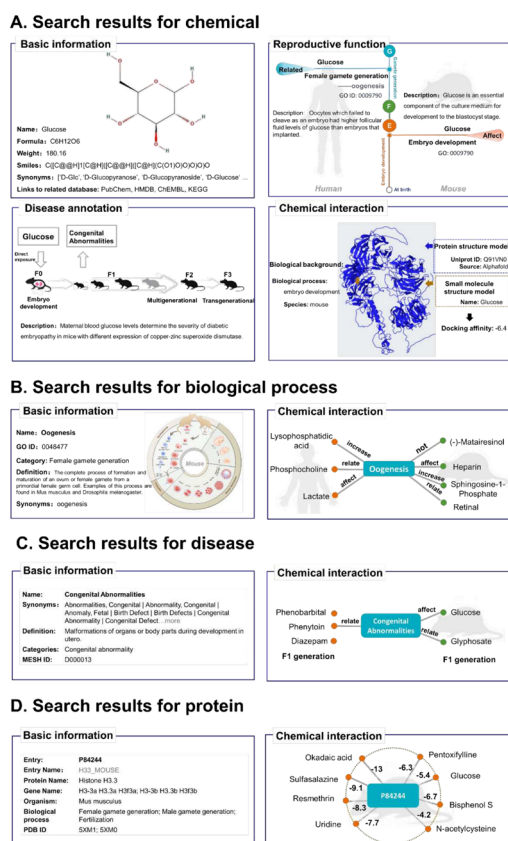 A. Search results for chemical
Basic information
H
O
H
O
O
H
O
H
O
O
H
Name: Glucose
Formula: C6H12O6
Weight: 180.16
Synonyms: ['D-Glc', 'D-Glucopyranose', 'D-Glucopyranoside', 'D-Glucose' ...
Links to related database: PubChem, HMDB, ChEMBL, KEGG
Reproductive function
G
Glucose
Related
Female gamete generation
oogenesis
GO ID: 0009790
Gamete generation
Description: Oocytes which failed to
cleave as an embryo had higher follicular
fluid levels of glucose than embryos that
implanted.
Description: Glucose is an essential
component of the culture medium for
development to the blastocyst stage.
F
E
Glucose
Affect
Embryo development
GO: 0009790
Embryo development
At birth
Human
Mouse
Disease annotation
Glucose
Congenital
Abnormalities
Direct
exposure
F0
F1
F2
F3
Embryo
development
Multigenerational
Transgenerational
Description: Maternal blood glucose levels determine the severity of diabetic
embryopathy in mice with different expression of copper-zinc superoxide dismutase.
Chemical interaction
Biological background:
Biological process:
embryo development
Species: mouse
Protein structure model
Uniprot ID: Q91VN0
Source: Alphafold
Small molecule
structure model
Name: Glucose
Docking affinity: -6.4
B. Search results for biological process
Basic information
Name: Oogenesis
GO ID: 0048477
Category: Female gamete generation
Definition: The complete process of formation and
maturation of an ovum or female gamete from a
primordial female germ cell. Examples of this process are
found in Mus musculus and Drosophila melanogaster.
Synonyms: oogenesis
Mouse
Chemical interaction
Lysophosphatidic
acid
increase
Phosphocholine
relate
Lactate
affect
Oogenesis
not
(-)-Matairesinol
affect
Heparin
increase
Sphingosine-1-
Phosphate
relate
Retinal
C. Search results for disease
Basic information
Name: Congenital Abnormalities
Synonyms: Abnormalities, Congenital | Abnormality, Congenital |
Anomaly, Fetal | Birth Defect | Birth Defects | Congenital
Abnormality | Congenital Defect...more
Definition: Malformations of organs or body parts during development in
utero.
Categories: Congenital abnormality
MESH ID: D000013
Chemical interaction
Phenobarbital
Phenytoin
Diazepam
relate
F1 generation
Congenital
Abnormalities
affect
Glucose
relate
Glyphosate
F1 generation
D. Search results for protein
Basic information
Entry: P84244
Entry Name: H33_MOUSE
Protein Name: Histone H3.3
Gene Name: H3-3a H3.3a H3f3a; H3-3b H3.3b H3f3b
Organism: Mus musculus
Biological process Female gamete generation; Male gamete generation;
Fertilization
PDB ID 5XM1; 5XM0
Chemical interaction
Okadaic acid
-13
Sulfasalazine
-9.1
Resmethrin
-8.3
Uridine
-7.7
P84244
-6.3
Pentoxifylline
-5.4
Glucose
-6.7
Bisphenol S
-4.2
N-acetylcysteine